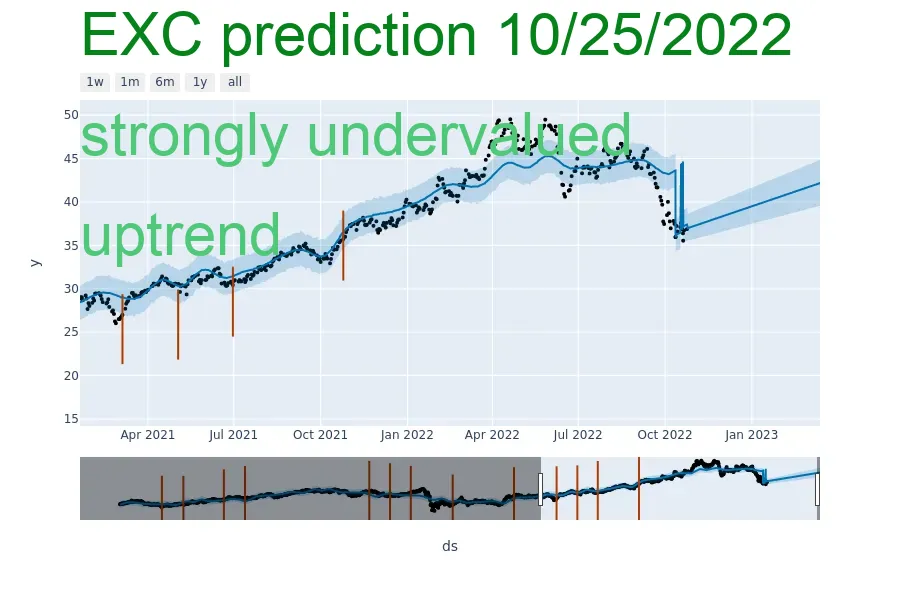 EXC prediction 10/25/2022
1w 1m 6m 1y all
strongly undervalued
uptrend
50
45
40
35
30
25
20
15
y
Apr 2021 Jul 2021 Oct 2021 Jan 2022 Apr 2022 Jul 2022 Oct 2022 Jan 2023
ds